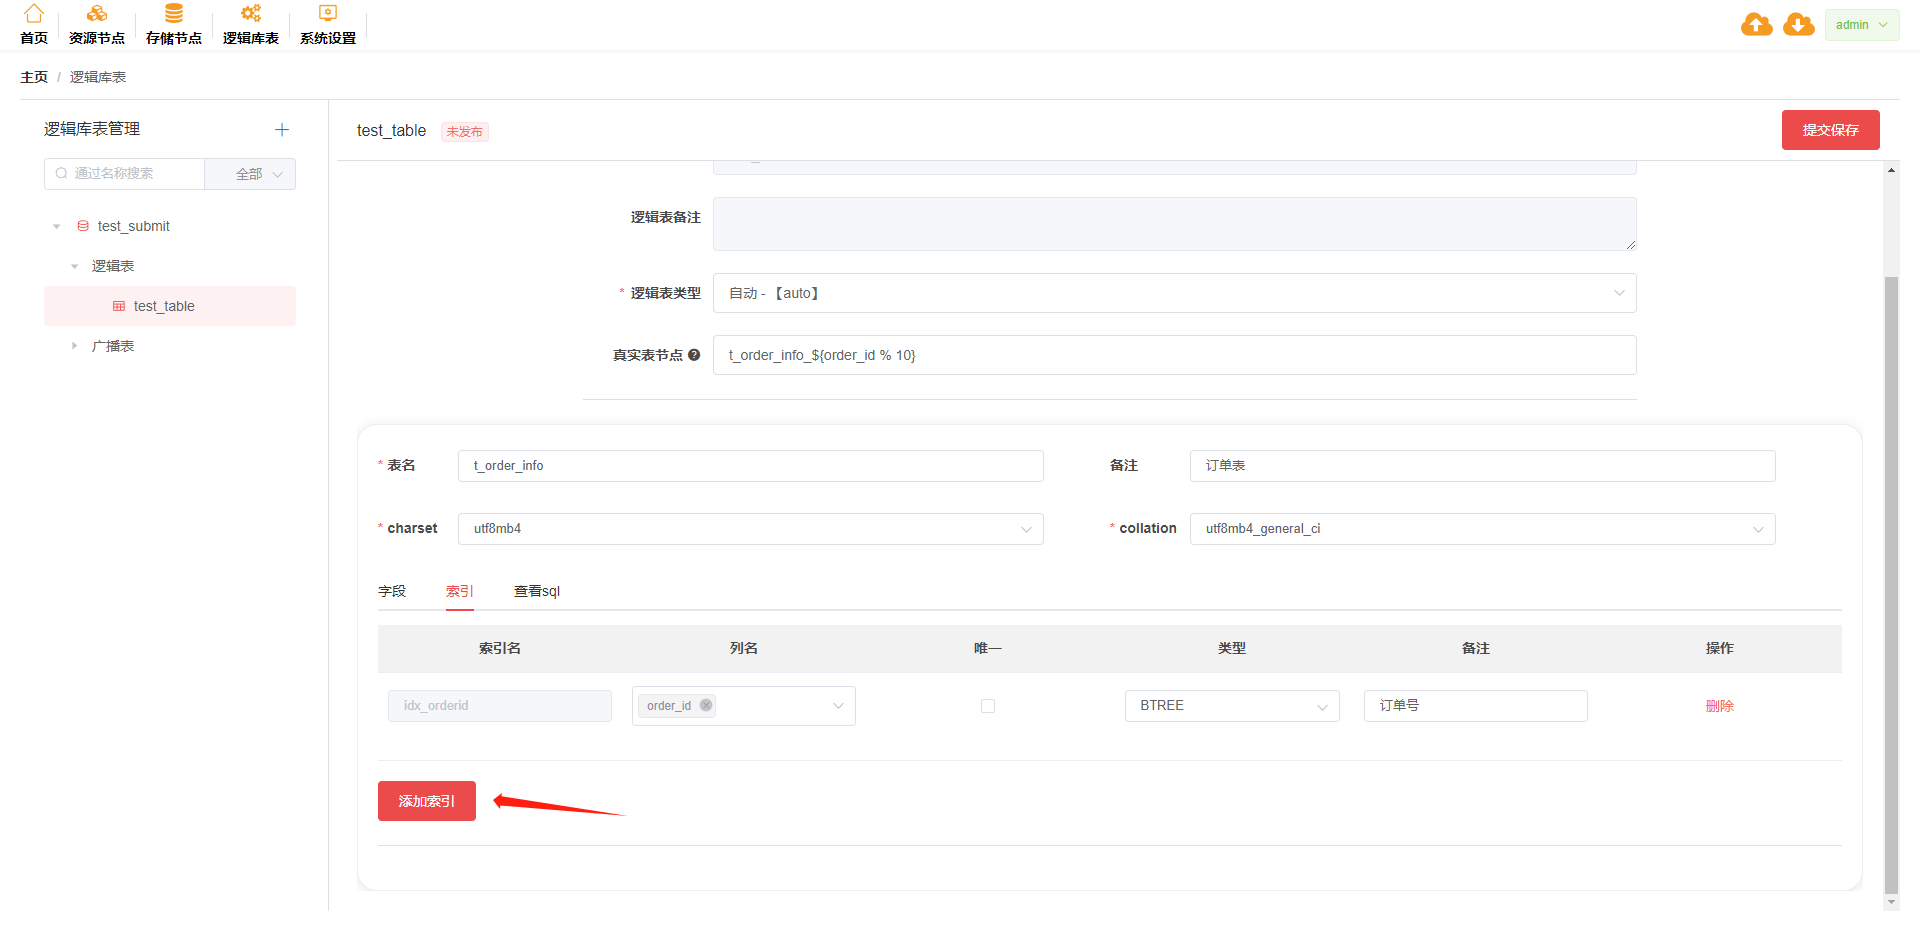 首页 资源节点 存储节点 逻辑库表 系统设置 admin
主页 / 逻辑库表
逻辑库表管理
通过名称搜索 全部
test_submit
逻辑表
test_table
广播表
test_table 未发布 提交保存
逻辑表备注
* 逻辑表类型 自动 - 【auto】
真实表节点 t_order_info_${order_id % 10}
* 表名 t_order_info 备注 订单表
* charset utf8mb4 * collation utf8mb4_general_ci
字段 索引 查看sql
索引名 列名 唯一 类型 备注 操作
idx_orderid order_id BTREE 订单号 删除
添加索引